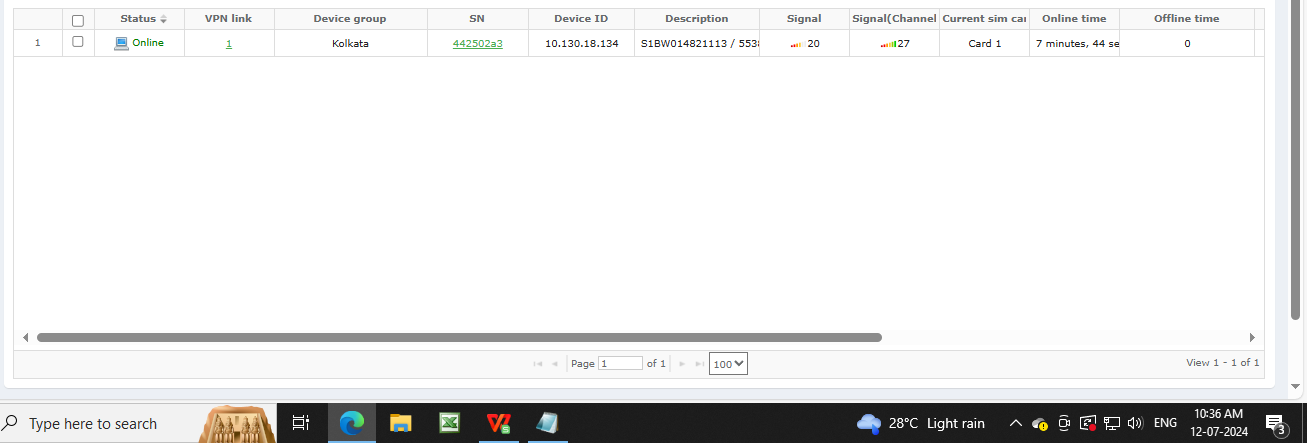 Status VPN link Device group SN Device ID Description Signal Signal(Channel Current sim car Online time Offline time
1 Online 1 Kolkata 442502a3 10.130.18.134 S1BW014821113 / 5538 20 27 Card 1 7 minutes, 44 se 0
Page 1 of 1 100 View 1 - 1 of 1
Type here to search 28°C Light rain ENG 10:36 AM
12-07-2024 3